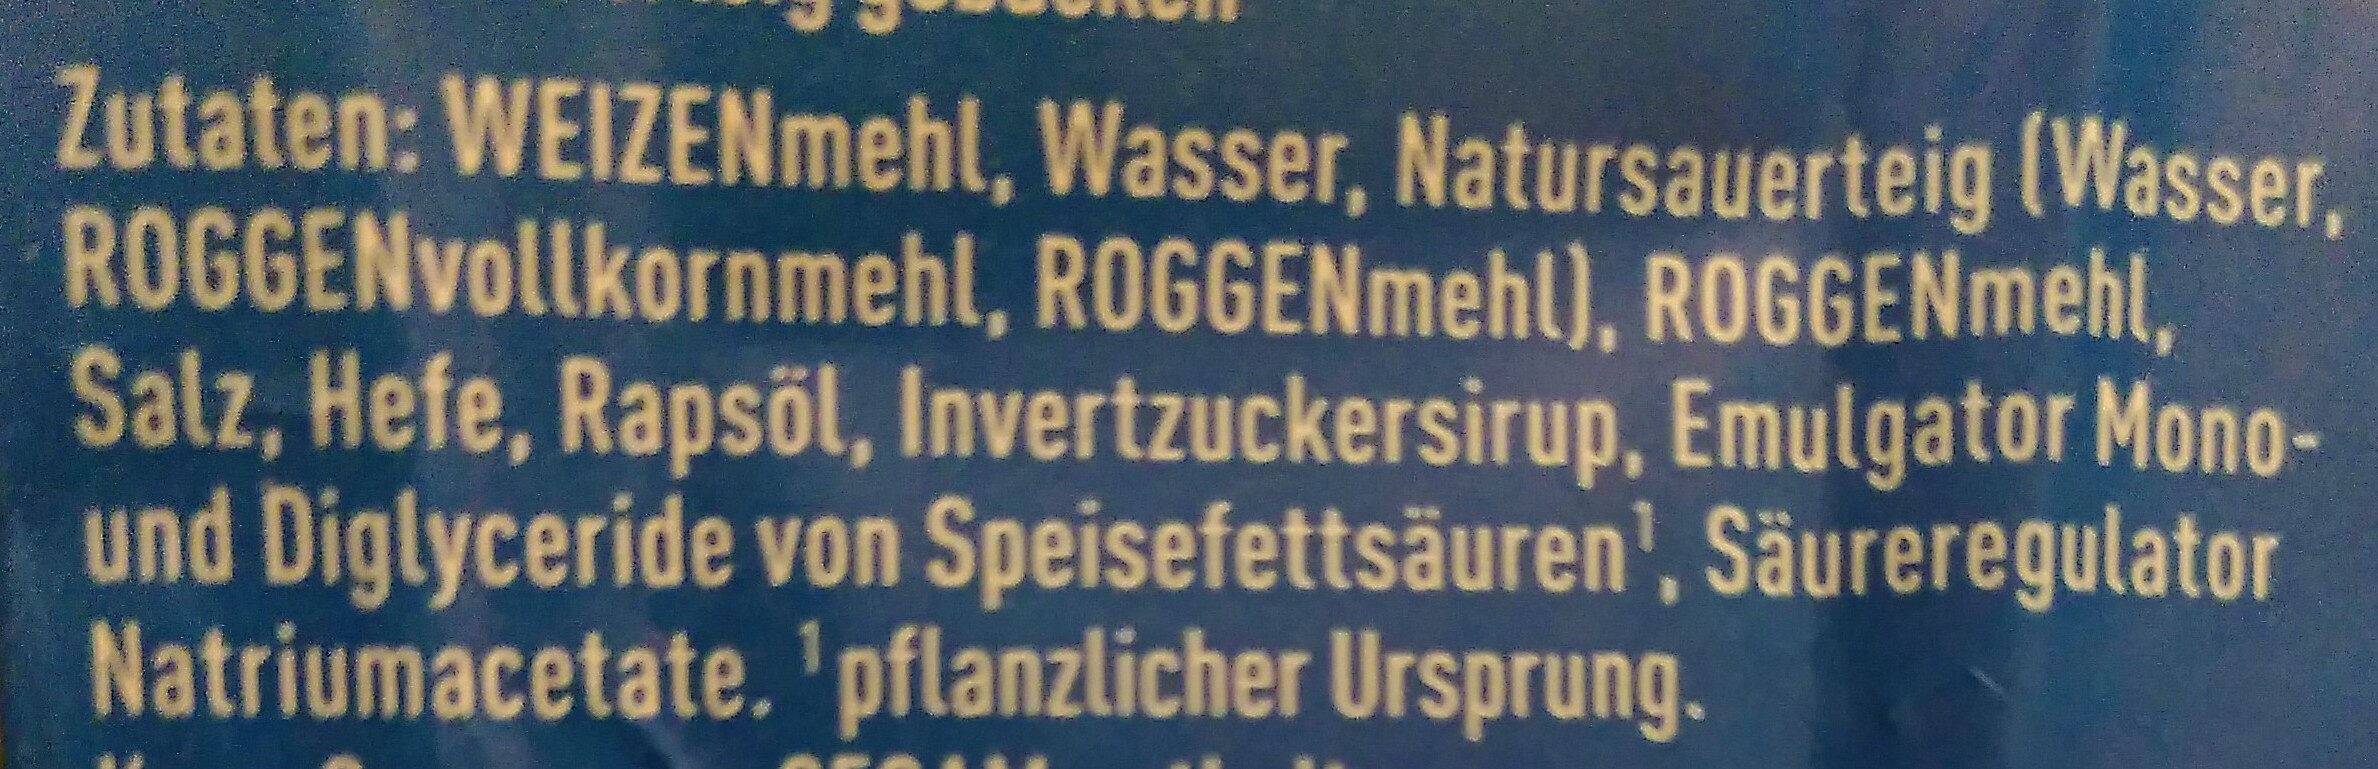 gebacken
Zutaten: WEIZENmehl, Wasser, Natursauerteig (Wasser,
ROGGENvollkornmehl, ROGGENmehl), ROGGENmehl,
Salz, Hefe, Rapsöl, Invertzuckersirup, Emulgator Mono-
und Diglyceride von Speisefettsäuren¹, Säureregulator
Natriumacetate. ¹pflanzlicher Ursprung.